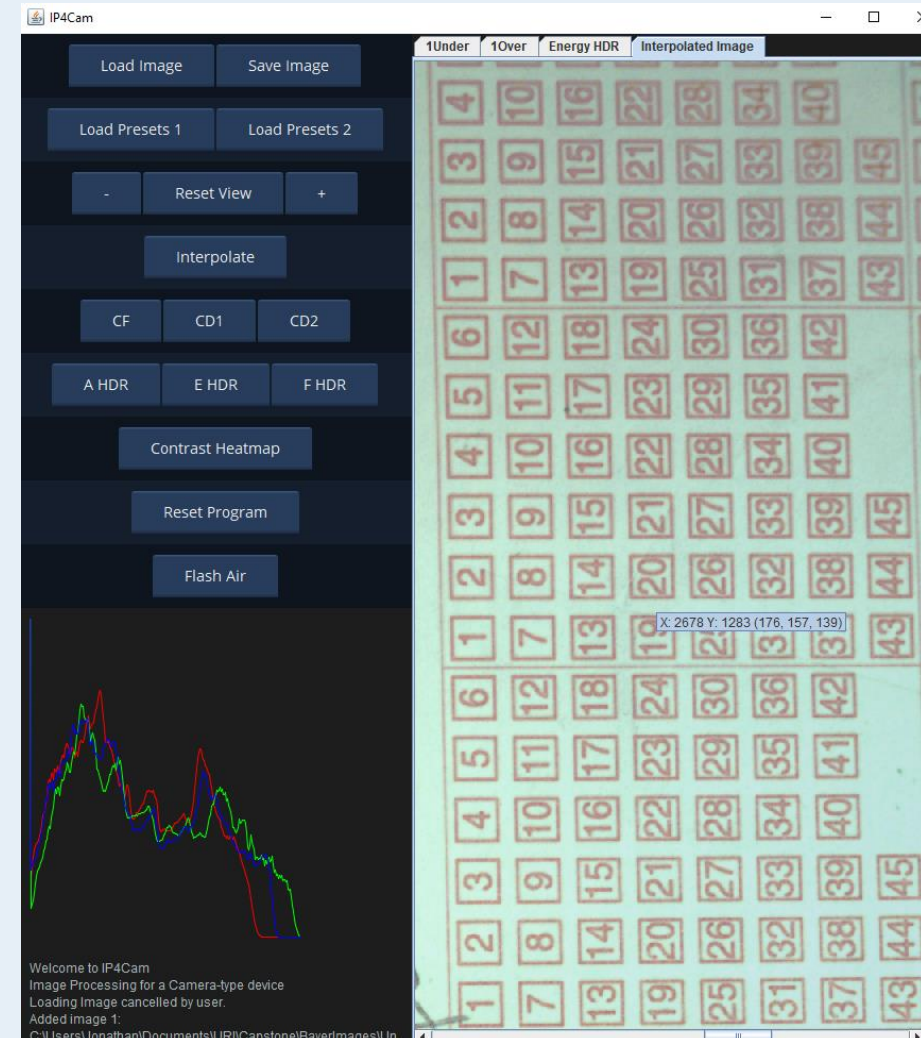 IP4Cam
Load Image Save Image
Load Presets 1 Load Presets 2
- Reset View +
Interpolate
CF CD1 CD2
A HDR E HDR F HDR
Contrast Heatmap
Reset Program
Flash Air
Welcome to IP4Cam
Image Processing for a Camera-type device
Loading Image cancelled by user.
Added image 1:
C:\Users\Jonathan\Documents\URI\Capstone\BayerImages\Un
1Under 1Over Energy HDR Interpolated Image
4 10 16 22 28 34 40
3 9 15 21 27 33 39 45
2 8 14 20 26 32 38 44
1 7 13 19 25 31 37 43
6 12 18 24 30 36 42
5 11 17 23 29 35 41
4 10 16 22 28 34 40
3 9 15 21 27 33 39 45
2 8 14 20 26 32 38 44
X: 2678 Y: 1283 (176, 157, 139)
1 7 13 43
6 12 18 24 30 36 42
5 11 17 23 29 35 41
4 10 16 22 28 34 40
3 9 15 21 27 33 39 45
2 8 14 20 26 32 38 44
1 7 13 19 25 31 37 43